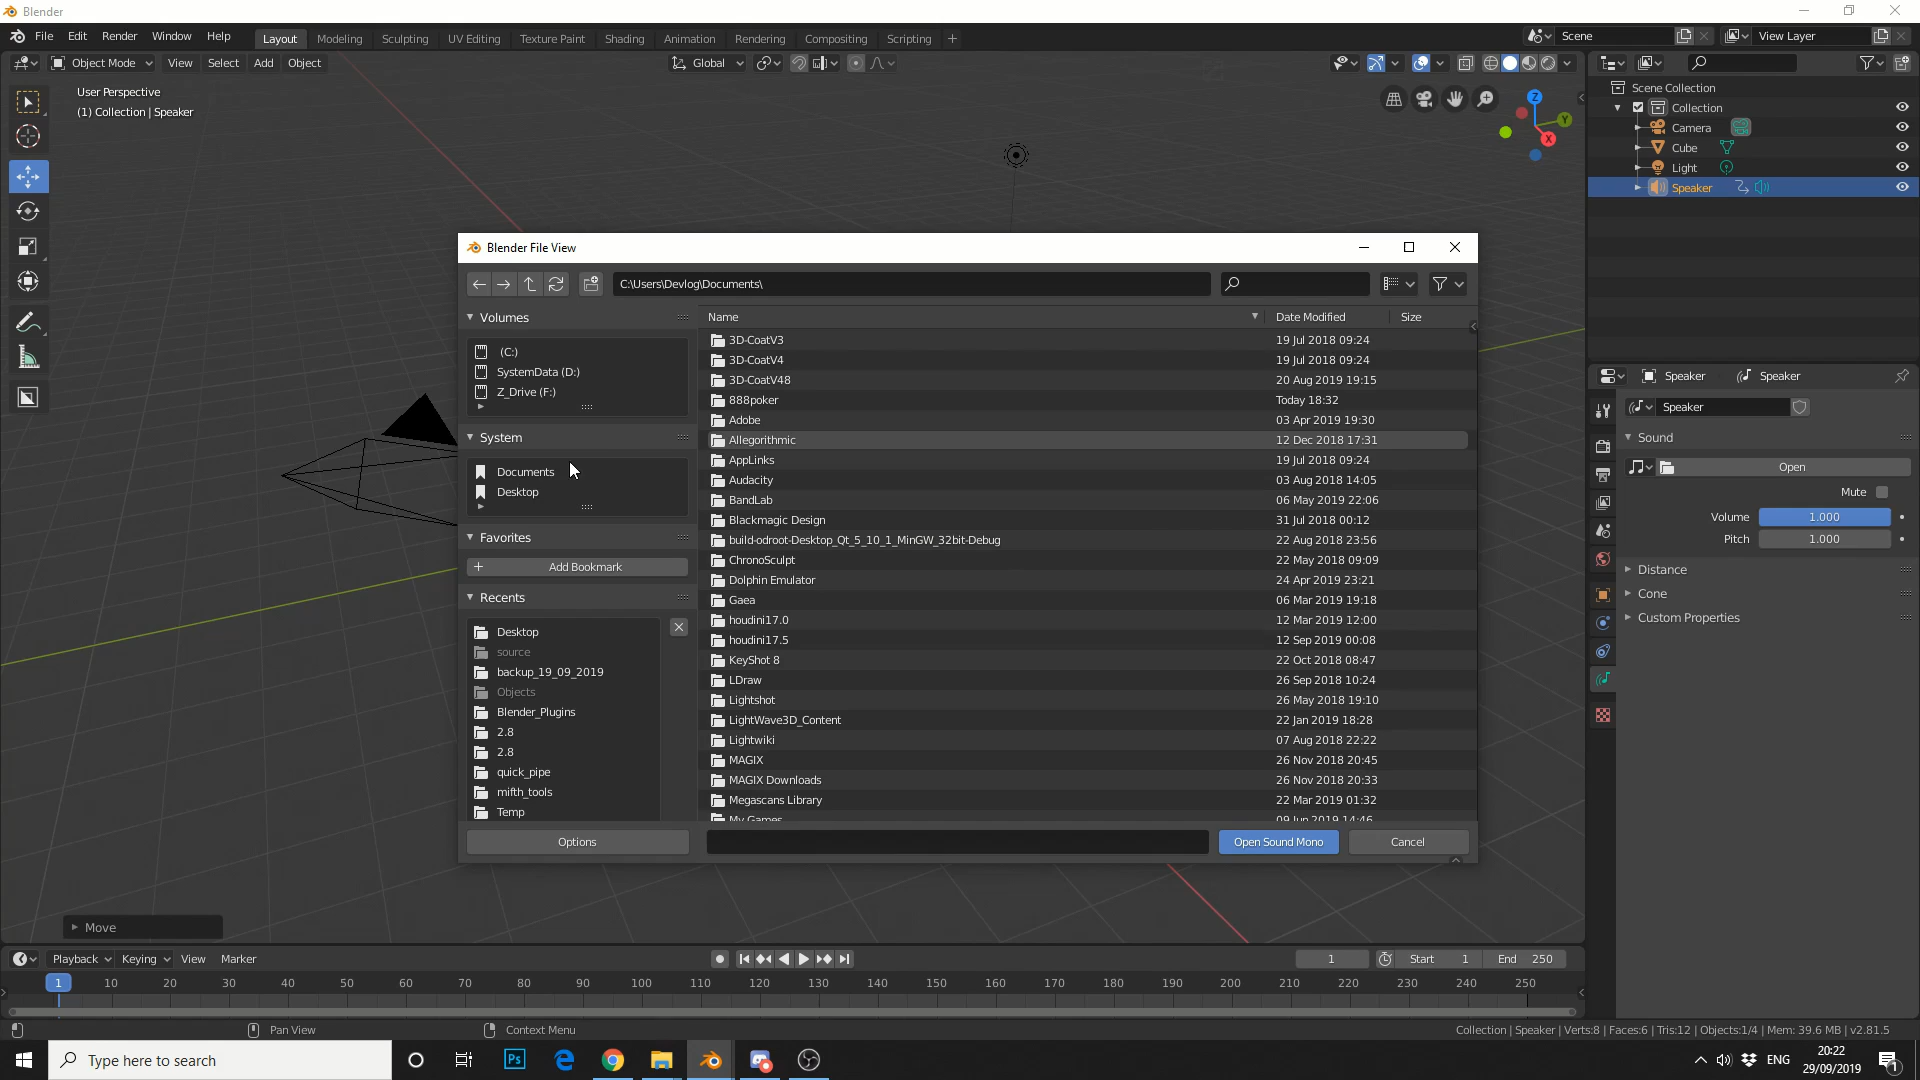 Blender
File Edit Render Window Help Layout Modeling Sculpting UV Editing Texture Paint Shading Animation Rendering Compositing Scripting + Scene View Layer
Object Mode View Select Add Object Global
User Perspective
(1) Collection | Speaker
Z
Y
X
Scene Collection
Collection
Camera
Cube
Light
Speaker
Blender File View
C:\Users\Devlog\Documents\
Volumes
(C:)
SystemData (D:)
Z_Drive (F:)
System
Documents
Desktop
Favorites
Add Bookmark
Recents
Desktop
source
backup_19_09_2019
Objects
Blender_Plugins
2.8
2.8
quick_pipe
mifth_tools
Temp
Options
Name Date Modified Size
3D-CoatV3 19 Jul 2018 09:24
3D-CoatV4 19 Jul 2018 09:24
3D-CoatV48 20 Aug 2019 19:15
888poker Today 18:32
Adobe 03 Apr 2019 19:30
Allegorithmic 12 Dec 2018 17:31
AppLinks 19 Jul 2018 09:24
Audacity 03 Aug 2018 14:05
BandLab 06 May 2019 22:06
Blackmagic Design 31 Jul 2018 00:12
build-odroot-Desktop_Qt_5_10_1_MinGW_32bit-Debug 22 Aug 2018 23:56
ChronoSculpt 22 May 2018 09:09
Dolphin Emulator 24 Apr 2019 23:21
Gaea 06 Mar 2019 19:18
houdini17.0 12 Mar 2019 12:00
houdini17.5 12 Sep 2019 00:08
KeyShot 8 22 Oct 2018 08:47
LDraw 26 Sep 2018 10:24
Lightshot 26 May 2018 19:10
LightWave3D_Content 22 Jan 2019 18:28
Lightwiki 07 Aug 2018 22:22
MAGIX 26 Nov 2018 20:45
MAGIX Downloads 26 Nov 2018 20:33
Megascans Library 22 Mar 2019 01:32
My Games 09 Jun 2019 14:46
Open Sound Mono Cancel
Speaker Speaker
Speaker
Sound
Open
Mute
Volume 1.000
Pitch 1.000
Distance
Cone
Custom Properties
Move
Playback Keying View Marker 1 Start 1 End 250
1 10 20 30 40 50 60 70 80 90 100 110 120 130 140 150 160 170 180 190 200 210 220 230 240 250
Pan View Context Menu Collection | Speaker | Verts:8 | Faces:6 | Tris:12 | Objects:1/4 | Mem: 39.6 MB | v2.81.5
Type here to search Ps ENG 20:22
29/09/2019 1